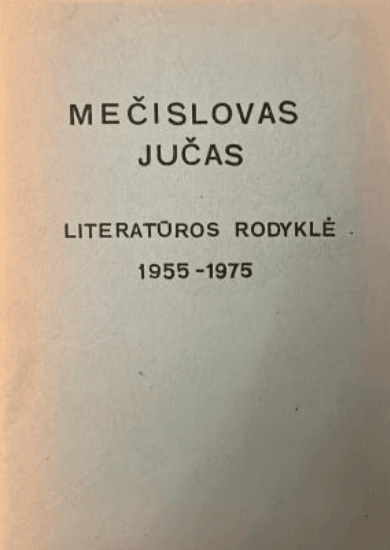 MEČISLOVAS
JUČAS
LITERATŪROS RODYKLĖ
1955-1975